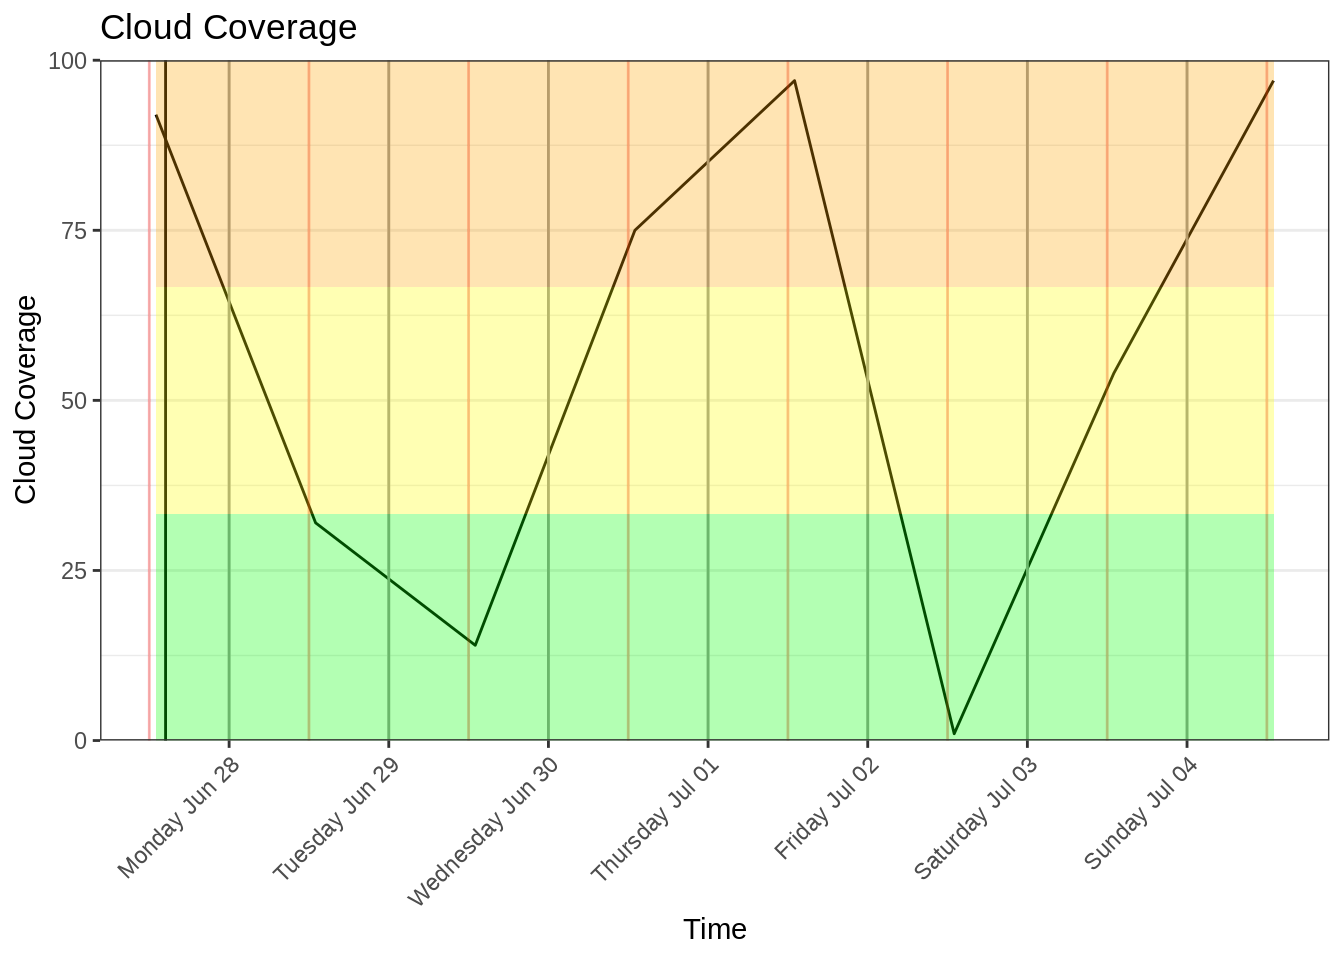 Cloud Coverage
100
75
50
25
0
Cloud Coverage
Monday Jun 28
Tuesday Jun 29
Wednesday Jun 30
Thursday Jul 01
Friday Jul 02
Saturday Jul 03
Sunday Jul 04
Time